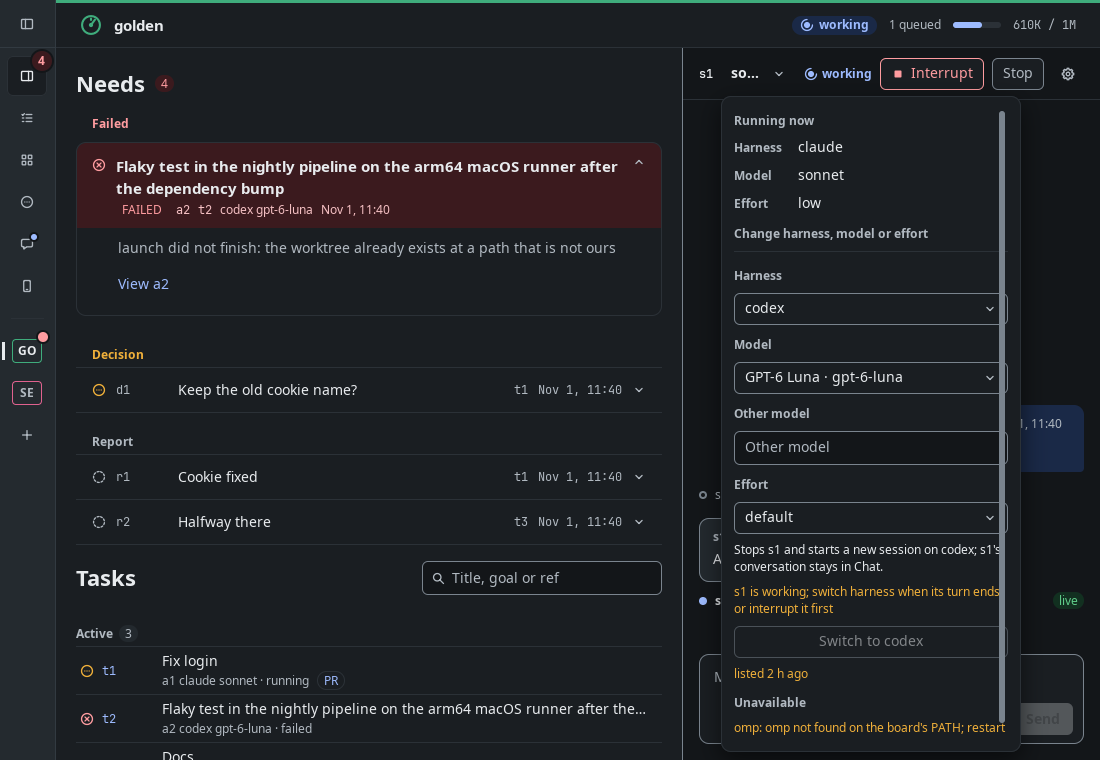 golden
working
1 queued
610K / 1M
4
GO
SE
Needs 4
Failed
Flaky test in the nightly pipeline on the arm64 macOS runner after
the dependency bump
FAILED a2 t2 codex gpt-6-luna Nov 1, 11:40
launch did not finish: the worktree already exists at a path that is not ours
View a2
Decision
d1 Keep the old cookie name? t1 Nov 1, 11:40
Report
r1 Cookie fixed t1 Nov 1, 11:40
r2 Halfway there t3 Nov 1, 11:40
Tasks
Title, goal or ref
Active 3
t1 Fix login
a1 claude sonnet · running PR
t2 Flaky test in the nightly pipeline on the arm64 macOS runner after the...
a2 codex gpt-6-luna · failed
Docs
s1 so... working Interrupt Stop
Running now
Harness claude
Model sonnet
Effort low
Change harness, model or effort
Harness
codex
Model
GPT-6 Luna · gpt-6-luna
Other model
Other model
Effort
default
Stops s1 and starts a new session on codex; s1's
conversation stays in Chat.
s1 is working; switch harness when its turn ends
or interrupt it first
Switch to codex
listed 2 h ago
Unavailable
omp: omp not found on the board's PATH; restart
, 11:40
live
Send